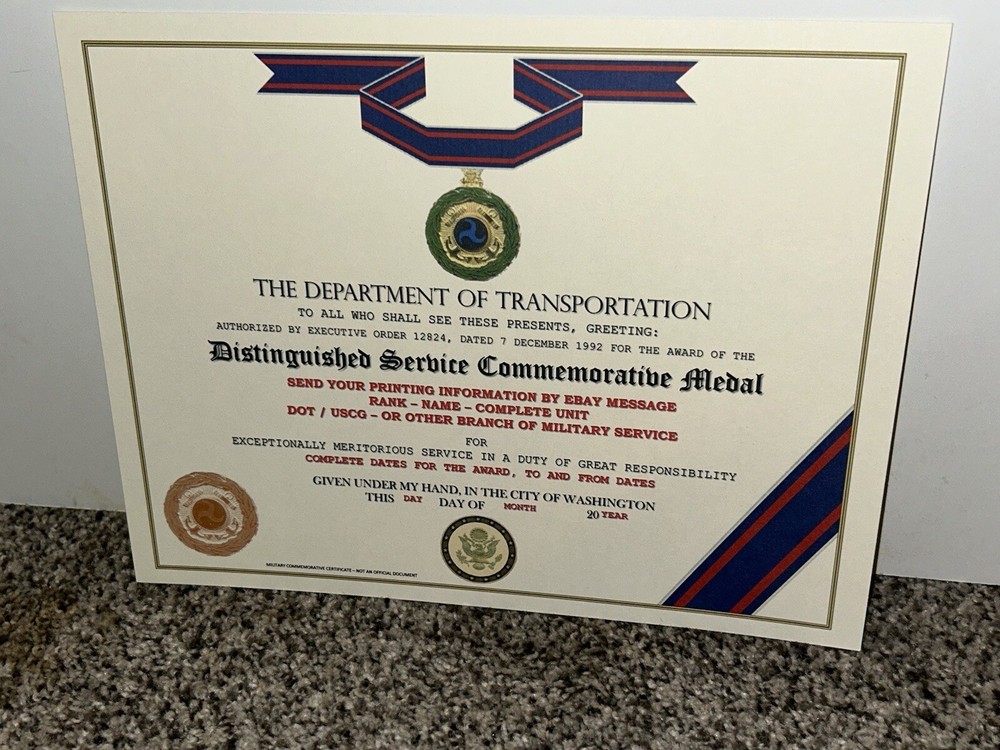 THE DEPARTMENT OF TRANSPORTATION
TO ALL WHO SHALL SEE THESE PRESENTS, GREETING:
AUTHORIZED BY EXECUTIVE ORDER 12824, DATED 7 DECEMBER 1992 FOR THE AWARD OF THE
Distinguished Service Commemorative Medal
SEND YOUR PRINTING INFORMATION BY EBAY MESSAGE
RANK – NAME – COMPLETE UNIT
DOT / USCG – OR OTHER BRANCH OF MILITARY SERVICE
FOR
EXCEPTIONALLY MERITORIOUS SERVICE IN A DUTY OF GREAT RESPONSIBILITY
COMPLETE DATES FOR THE AWARD, TO AND FROM DATES
GIVEN UNDER MY HAND, IN THE CITY OF WASHINGTON
THIS DAY DAY OF MONTH 20 YEAR
MILITARY COMMEMORATIVE CERTIFICATE – NOT AN OFFICIAL DOCUMENT